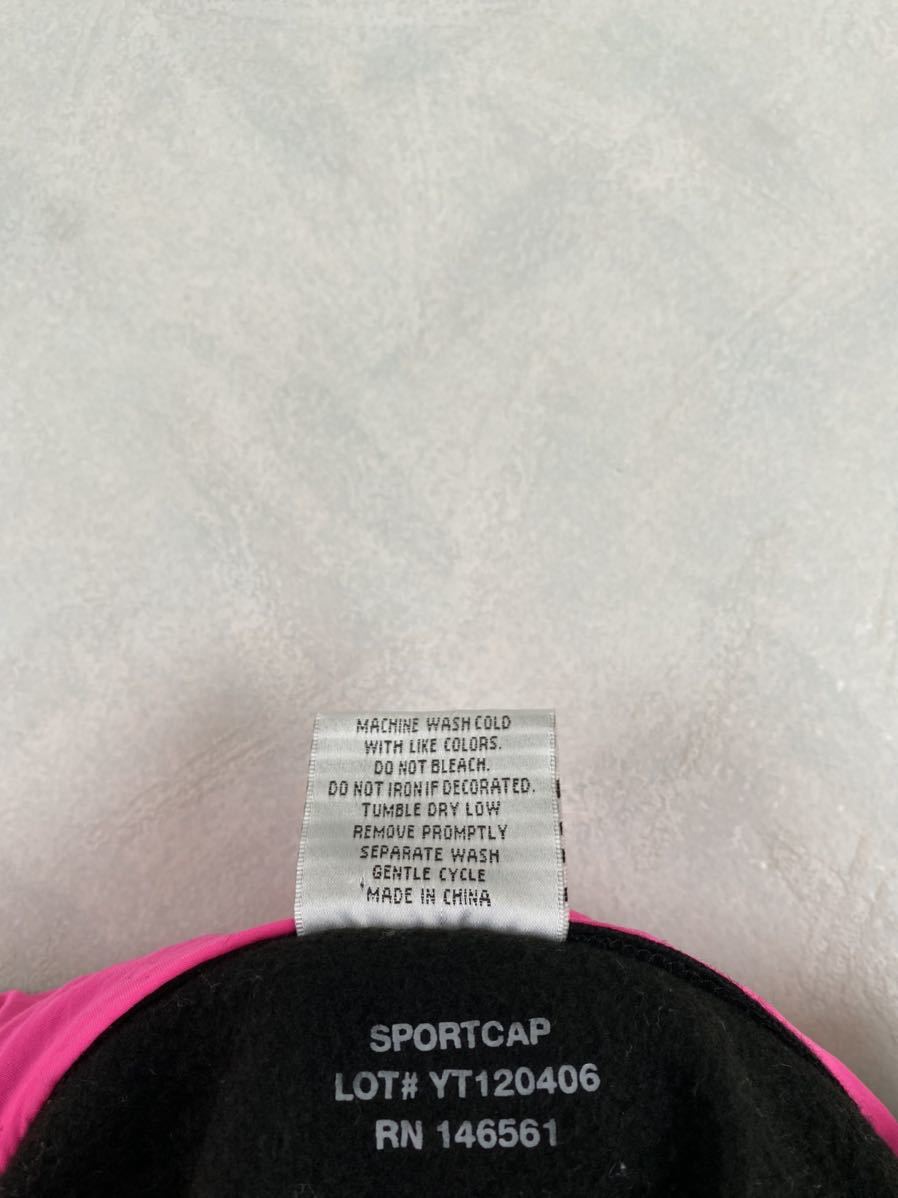 MACHINE WASH COLD
WITH LIKE COLORS.
DO NOT BLEACH.
DO NOT IRON IF DECORATED.
TUMBLE DRY LOW
REMOVE PROMPTLY
SEPARATE WASH
GENTLE CYCLE
MADE IN CHINA
SPORTCAP
LOT# YT120406
RN 146561